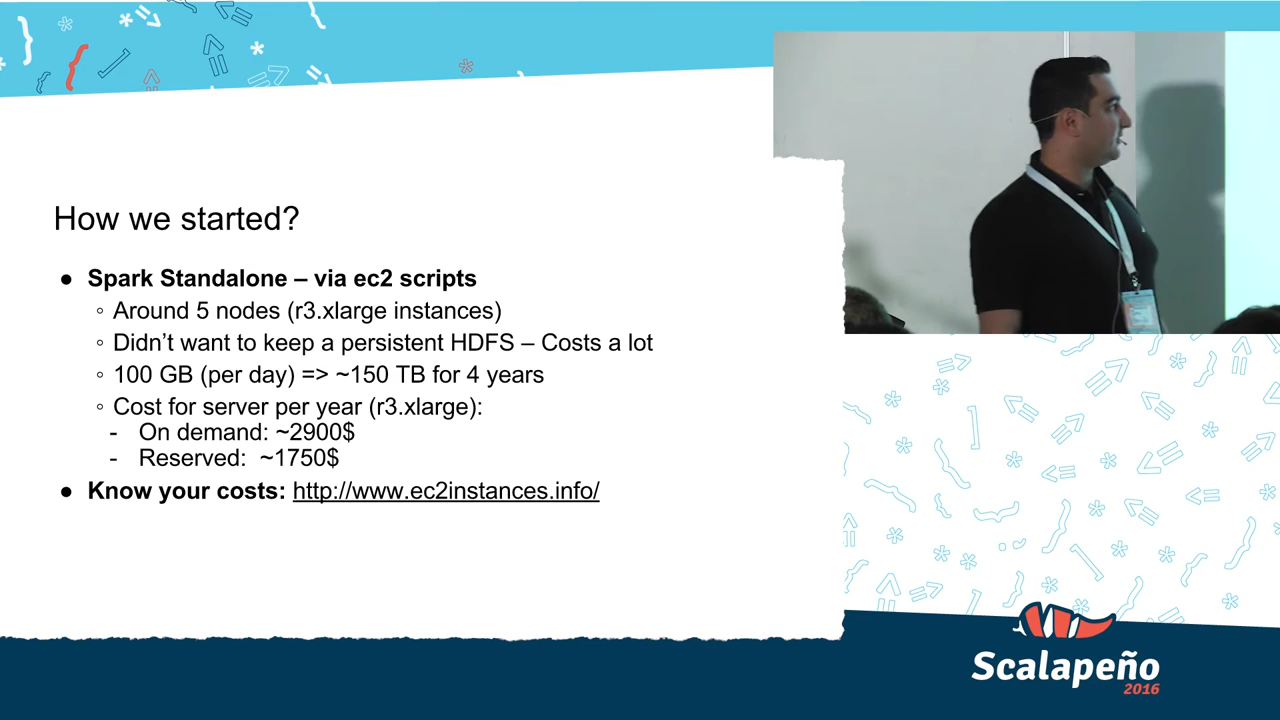 How we started?
● Spark Standalone – via ec2 scripts
◦ Around 5 nodes (r3.xlarge instances)
◦ Didn’t want to keep a persistent HDFS – Costs a lot
◦ 100 GB (per day) => ~150 TB for 4 years
◦ Cost for server per year (r3.xlarge):
- On demand: ~2900$
- Reserved: ~1750$
● Know your costs: http://www.ec2instances.info/
Scalapeño
2016